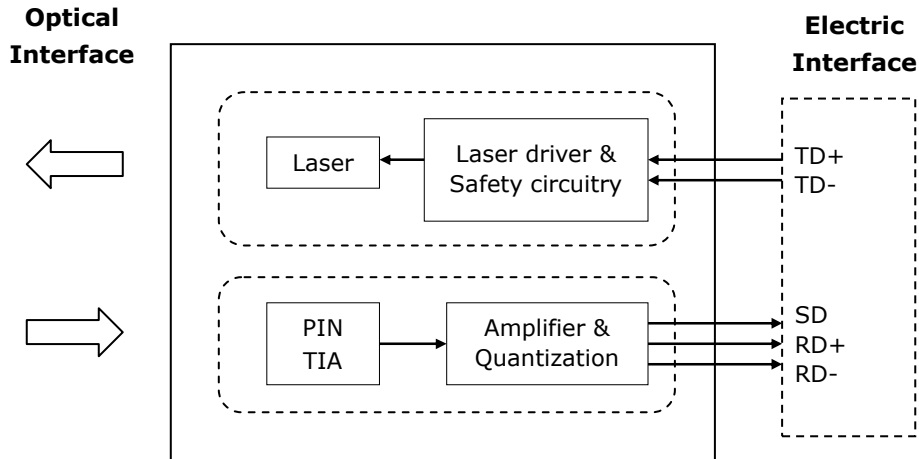 Optical
Interface
Electric
Interface
Laser
Laser driver &
Safety circuitry
TD+
TD-
PIN
TIA
Amplifier &
Quantization
SD
RD+
RD-